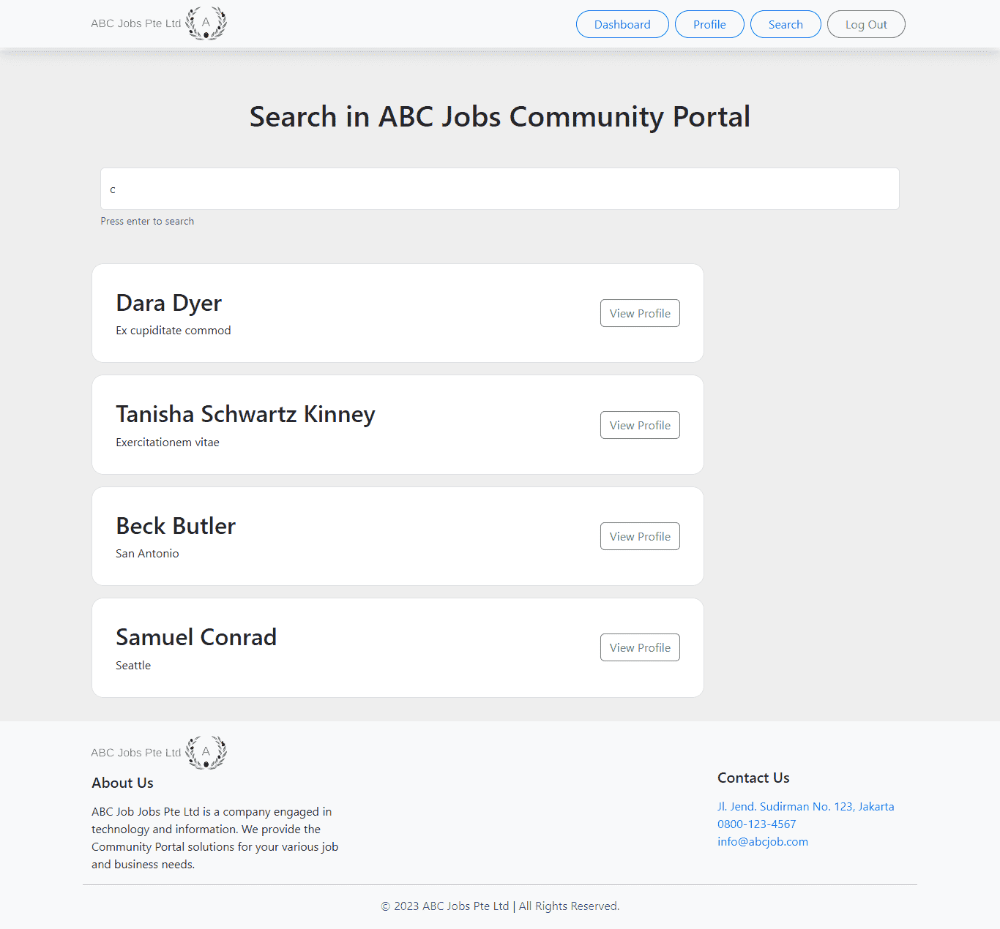 ABC Jobs Pte Ltd A
Dashboard Profile Search Log Out
Search in ABC Jobs Community Portal
c
Press enter to search
Dara Dyer
Ex cupiditate commod
View Profile
Tanisha Schwartz Kinney
Exercitationem vitae
View Profile
Beck Butler
San Antonio
View Profile
Samuel Conrad
Seattle
View Profile
ABC Jobs Pte Ltd A
About Us
ABC Job Jobs Pte Ltd is a company engaged in
technology and information. We provide the
Community Portal solutions for your various job
and business needs.
Contact Us
Jl. Jend. Sudirman No. 123, Jakarta
0800-123-4567
info@abcjob.com
© 2023 ABC Jobs Pte Ltd | All Rights Reserved.